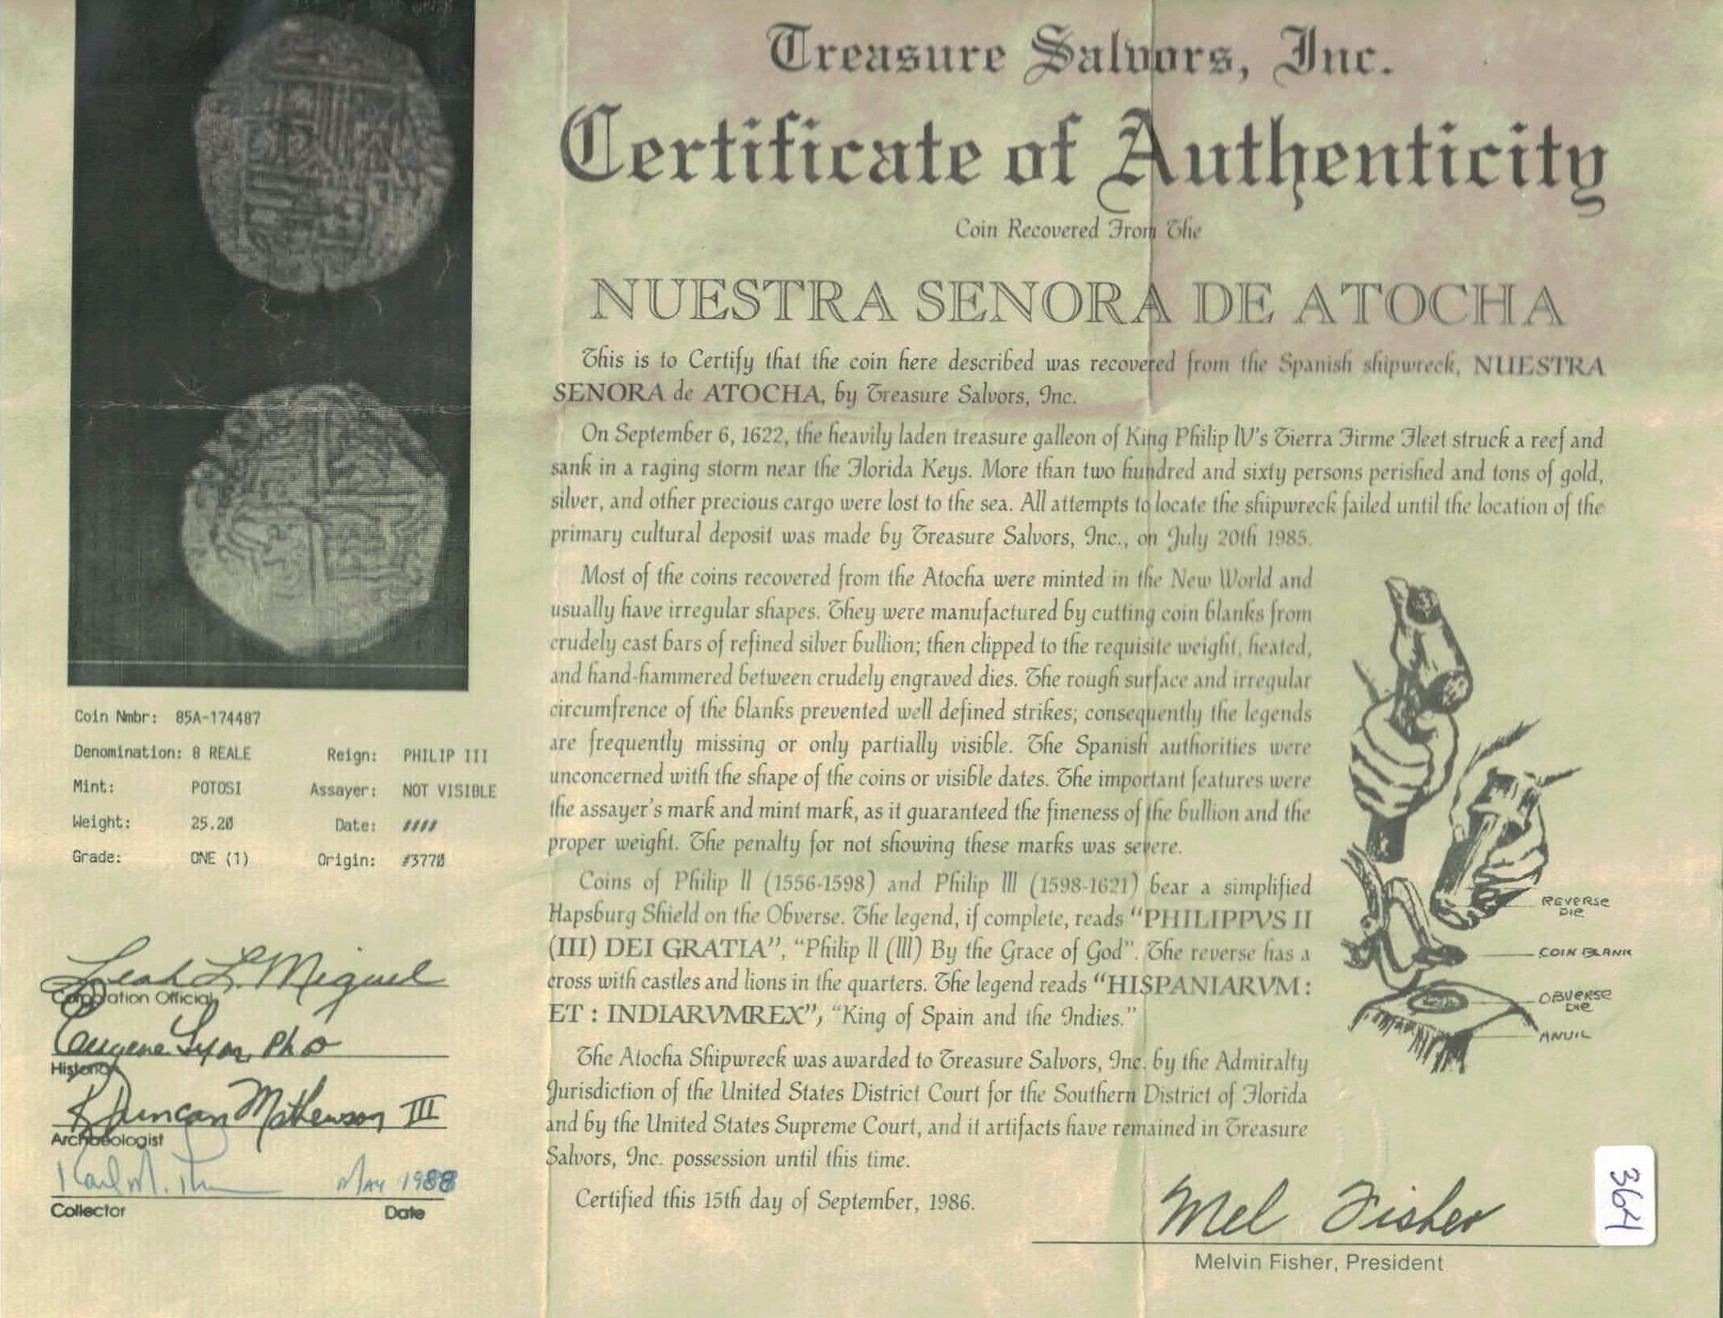 Treasure Salvors, Inc.
Certificate of Authenticity
Coin Recovered From The
NUESTRA SENORA DE ATOCHA
This is to Certify that the coin here described was recovered from the Spanish shipwreck, NUESTRA
SENORA de ATOCHA, by Treasure Salvors, Inc.
On September 6, 1622, the heavily laden treasure galleon of King Philip IV's Tierra Firme Fleet struck a reef and
sank in a raging storm near the Florida Keys. More than two hundred and sixty persons perished and tons of gold,
silver, and other precious cargo were lost to the sea. All attempts to locate the shipwreck failed until the location of the
primary cultural deposit was made by Treasure Salvors, Inc., on July 20th 1985.
Most of the coins recovered from the Atocha were minted in the New World and
usually have irregular shapes. They were manufactured by cutting coin blanks from
crudely cast bars of refined silver bullion; then clipped to the requisite weight, heated,
and hand-hammered between crudely engraved dies. The rough surface and irregular
circumfrence of the blanks prevented well defined strikes; consequently the legends
are frequently missing or only partially visible. The Spanish authorities were
unconcerned with the shape of the coins or visible dates. The important features were
the assayer's mark and mint mark, as it guaranteed the fineness of the bullion and the
proper weight. The penalty for not showing these marks was severe.
Coins of Philip II (1556-1598) and Philip III (1598-1621) bear a simplified
Hapsburg Shield on the Obverse. The legend, if complete, reads "PHILIPPVS II
(III) DEI GRATIA", "Philip II (III) By the Grace of God". The reverse has a
cross with castles and lions in the quarters. The legend reads "HISPANIARVM :
ET : INDIARVMREX", "King of Spain and the Indies."
The Atocha Shipwreck was awarded to Treasure Salvors, Inc. by the Admiralty
Jurisdiction of the United States District Court for the Southern District of Florida
and by the United States Supreme Court, and it artifacts have remained in Treasure
Salvors, Inc. possession until this time.
Certified this 15th day of September, 1986.
Mel Fisher
Melvin Fisher, President
REVERSE
DIE
COIN BLANK
OBVERSE
DIE
ANVIL
364
Coin Nmbr: 85A-174487
Denomination: 8 REALE Reign: PHILIP III
Mint: POTOSI Assayer: NOT VISIBLE
Weight: 25.20 Date: ////
Grade: ONE (1) Origin: #3770
Leah L. Miguel
Corporation Official
Eugene Lyon, PhD
Historian
R Duncan Mathewson III
Archaeologist
Karl M. May 1988
Collector Date